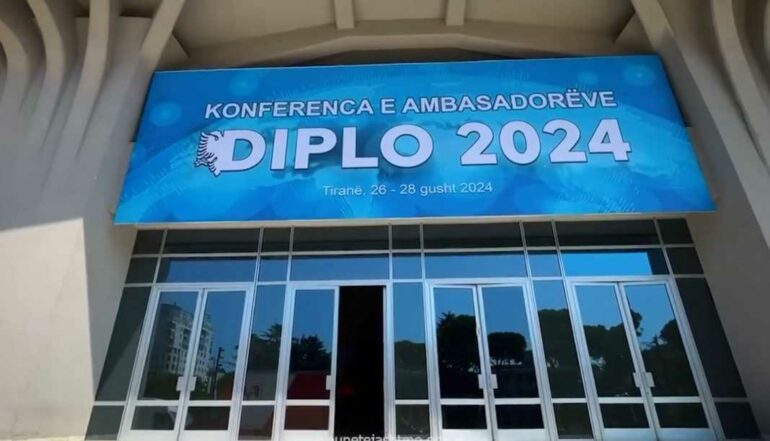 KONFERENCA E AMBASADORËVE
DIPLO 2024
Tiranë, 26 - 28 gusht 2024